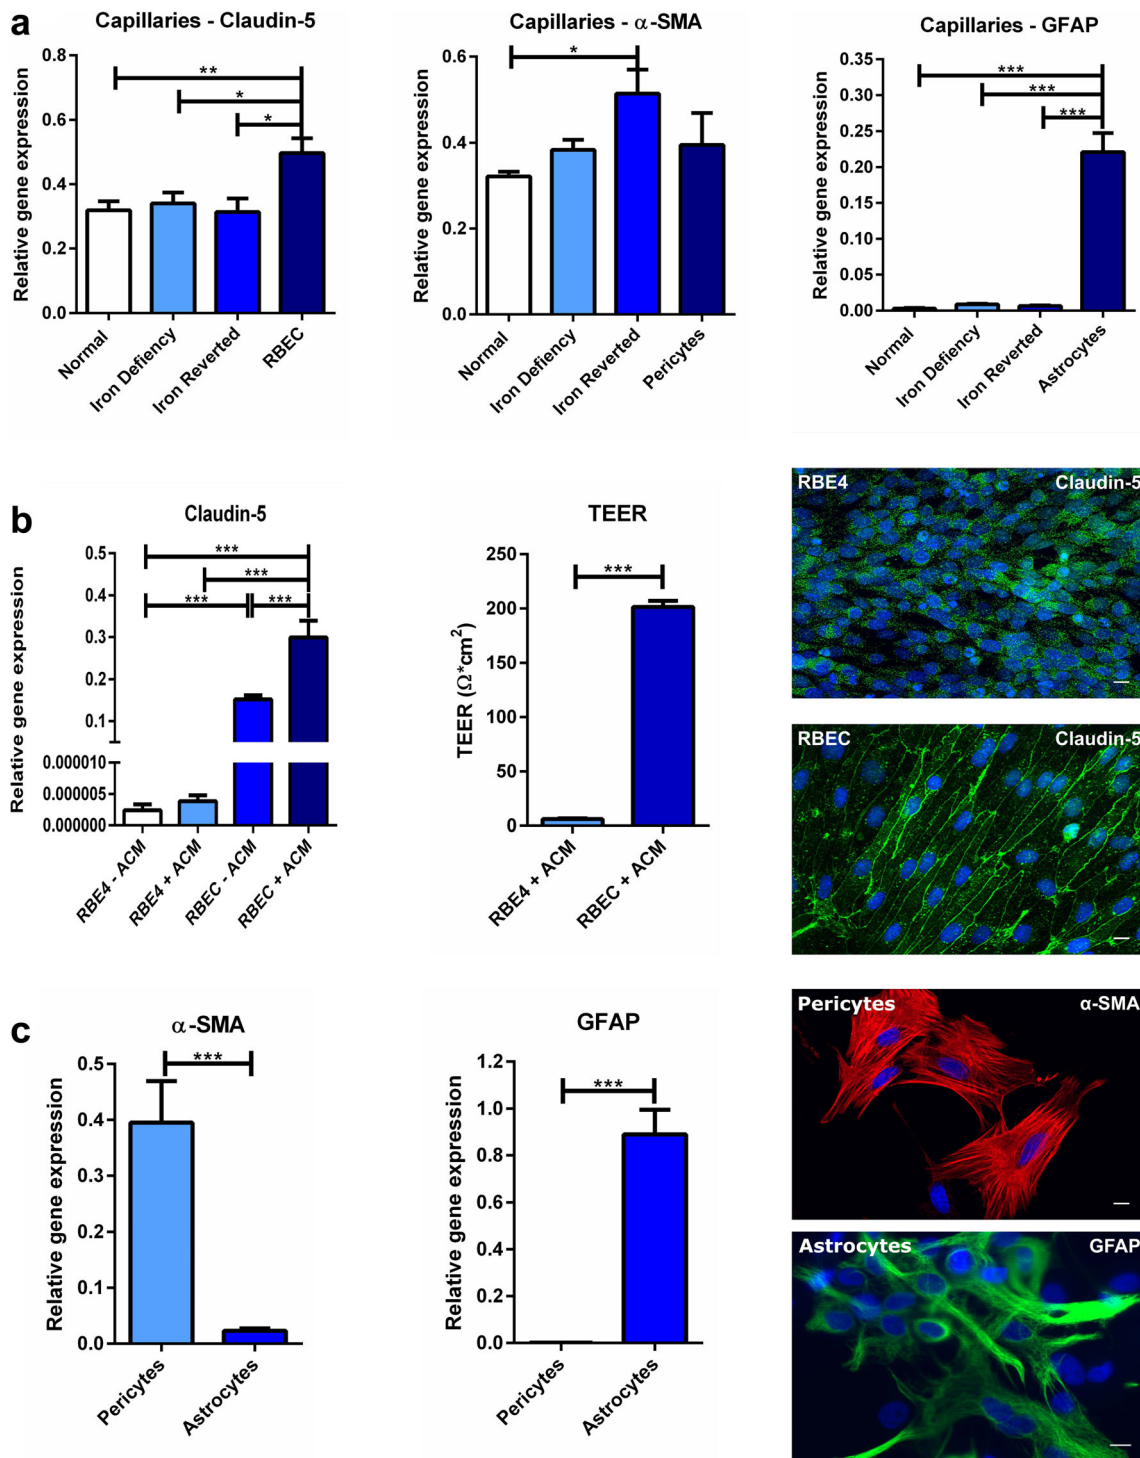 a
Capillaries - Claudin-5
Relative gene expression
0.8
0.6
0.4
0.2
0.0
**
*
*
Normal
Iron Defiency
Iron Reverted
RBEC
Capillaries - α-SMA
Relative gene expression
0.6
0.4
0.2
0.0
*
Normal
Iron Defiency
Iron Reverted
Pericytes
Capillaries - GFAP
Relative gene expression
0.35
0.30
0.25
0.20
0.15
0.10
0.05
0.00
***
***
***
Normal
Iron Defiency
Iron Reverted
Astrocytes
b
Claudin-5
Relative gene expression
0.5
0.4
0.3
0.2
0.1
0.000010
0.000005
0.000000
***
***
***
***
RBE4 - ACM
RBE4 + ACM
RBEC - ACM
RBEC + ACM
TEER
TEER (Ω*cm²)
250
200
150
100
50
0
***
RBE4 + ACM
RBEC + ACM
RBE4 Claudin-5
RBEC Claudin-5
c
α-SMA
Relative gene expression
0.5
0.4
0.3
0.2
0.1
0.0
***
Pericytes
Astrocytes
GFAP
Relative gene expression
1.2
1.0
0.8
0.6
0.4
0.2
0.0
***
Pericytes
Astrocytes
Pericytes α-SMA
Astrocytes GFAP